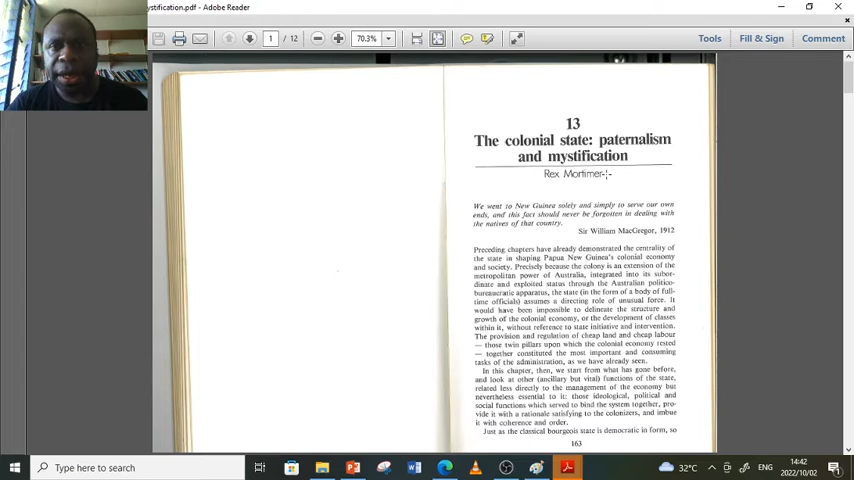 ystification.pdf - Adobe Reader
1 / 12
70.3%
Tools
Fill & Sign
Comment
13
The colonial state: paternalism
and mystification
Rex Mortimer
We went to New Guinea solely and simply to serve our own
ends, and this fact should never be forgotten in dealing with
the natives of that country.
Sir William MacGregor, 1912
Preceding chapters have already demonstrated the centrality of
the state in shaping Papua New Guinea's colonial economy
and society. Precisely because the colony is an extension of the
metropolitan power of Australia, integrated into its subor-
dinate and exploited status through the Australian politico-
bureaucratic apparatus, the state (in the form of a body of full-
time officials) assumes a directing role of unusual force. It
would have been impossible to delineate the structure and
growth of the colonial economy, or the development of classes
within it, without reference to state initiative and intervention.
The provision and regulation of cheap land and cheap labour
— those twin pillars upon which the colonial economy rested
— together constituted the most important and consuming
tasks of the administration, as we have already seen.
In this chapter, then, we start from what has gone before,
and look at other (ancillary but vital) functions of the state,
related less directly to the management of the economy but
nevertheless essential to it: those ideological, political and
social functions which served to bind the system together, pro-
vide it with a rationale satisfying to the colonizers, and imbue
it with coherence and order.
Just as the classical bourgeois state is democratic in form, so
163
Type here to search
32°C
ENG
14:42
2022/10/02